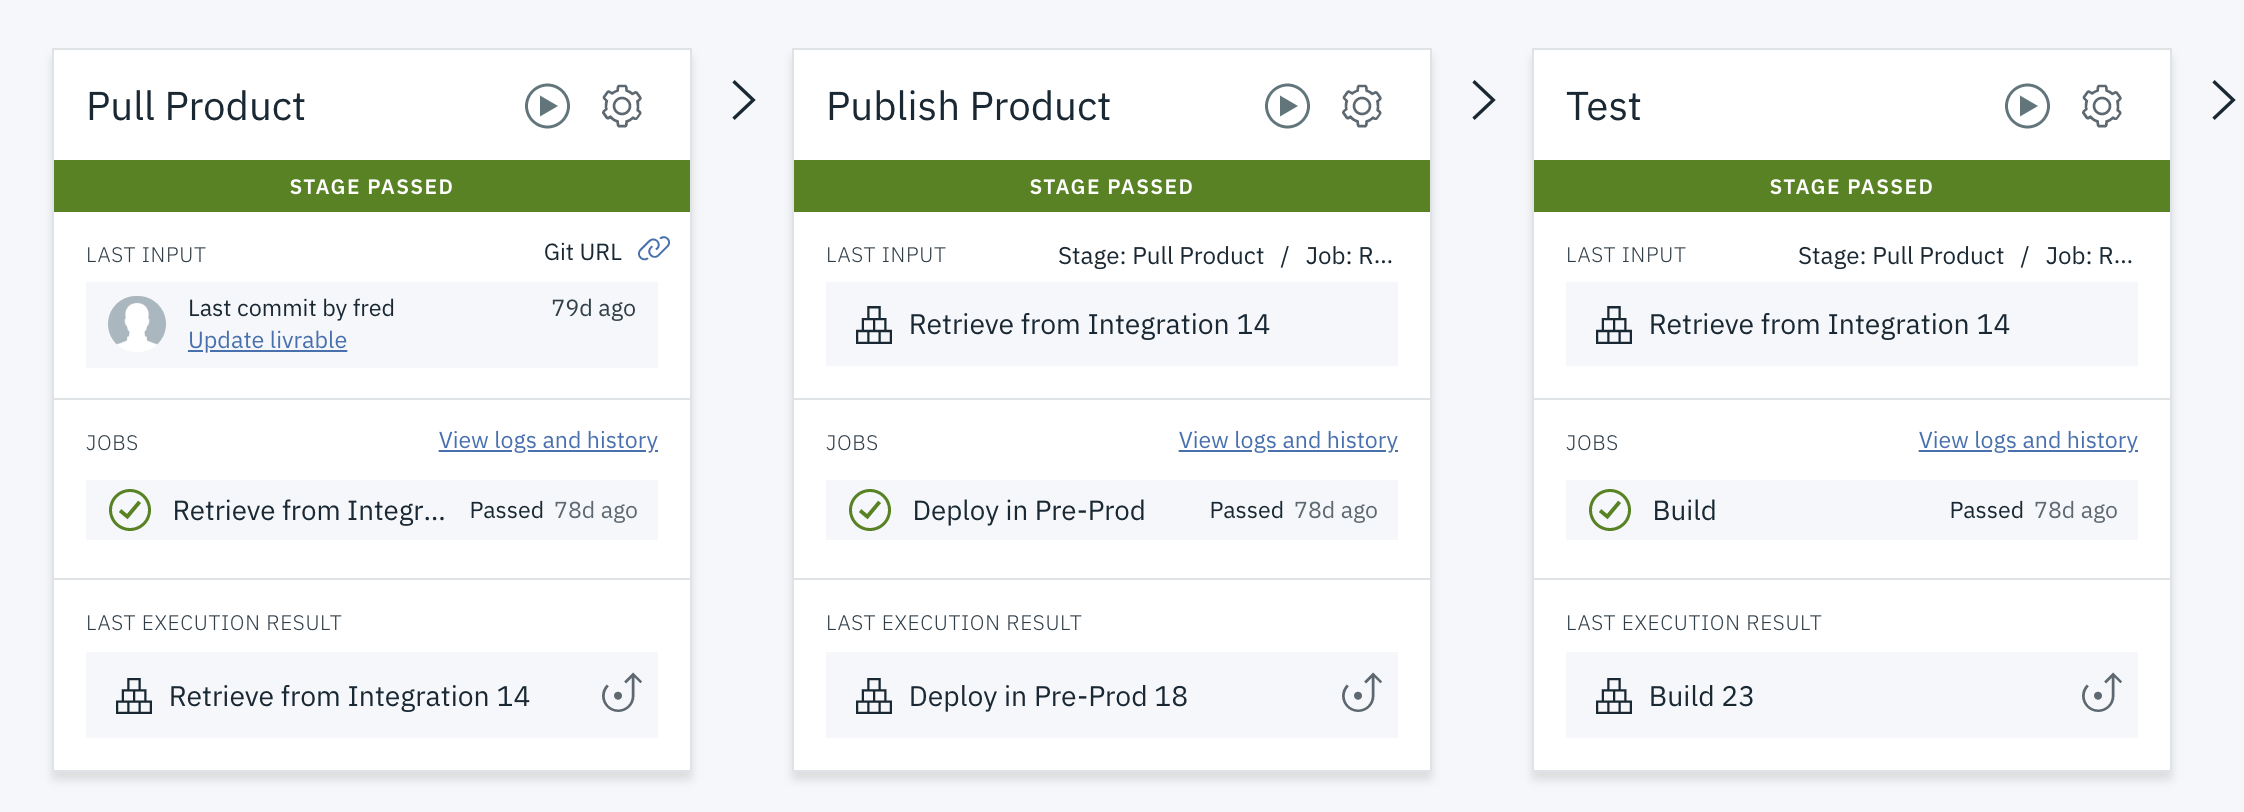 Pull Product
STAGE PASSED
LAST INPUT
Git URL
Last commit by fred
79d ago
Update livrable
JOBS
View logs and history
Retrieve from Integr...
Passed 78d ago
LAST EXECUTION RESULT
Retrieve from Integration 14
Publish Product
STAGE PASSED
LAST INPUT
Stage: Pull Product / Job: R...
Retrieve from Integration 14
JOBS
View logs and history
Deploy in Pre-Prod
Passed 78d ago
LAST EXECUTION RESULT
Deploy in Pre-Prod 18
Test
STAGE PASSED
LAST INPUT
Stage: Pull Product / Job: R...
Retrieve from Integration 14
JOBS
View logs and history
Build
Passed 78d ago
LAST EXECUTION RESULT
Build 23